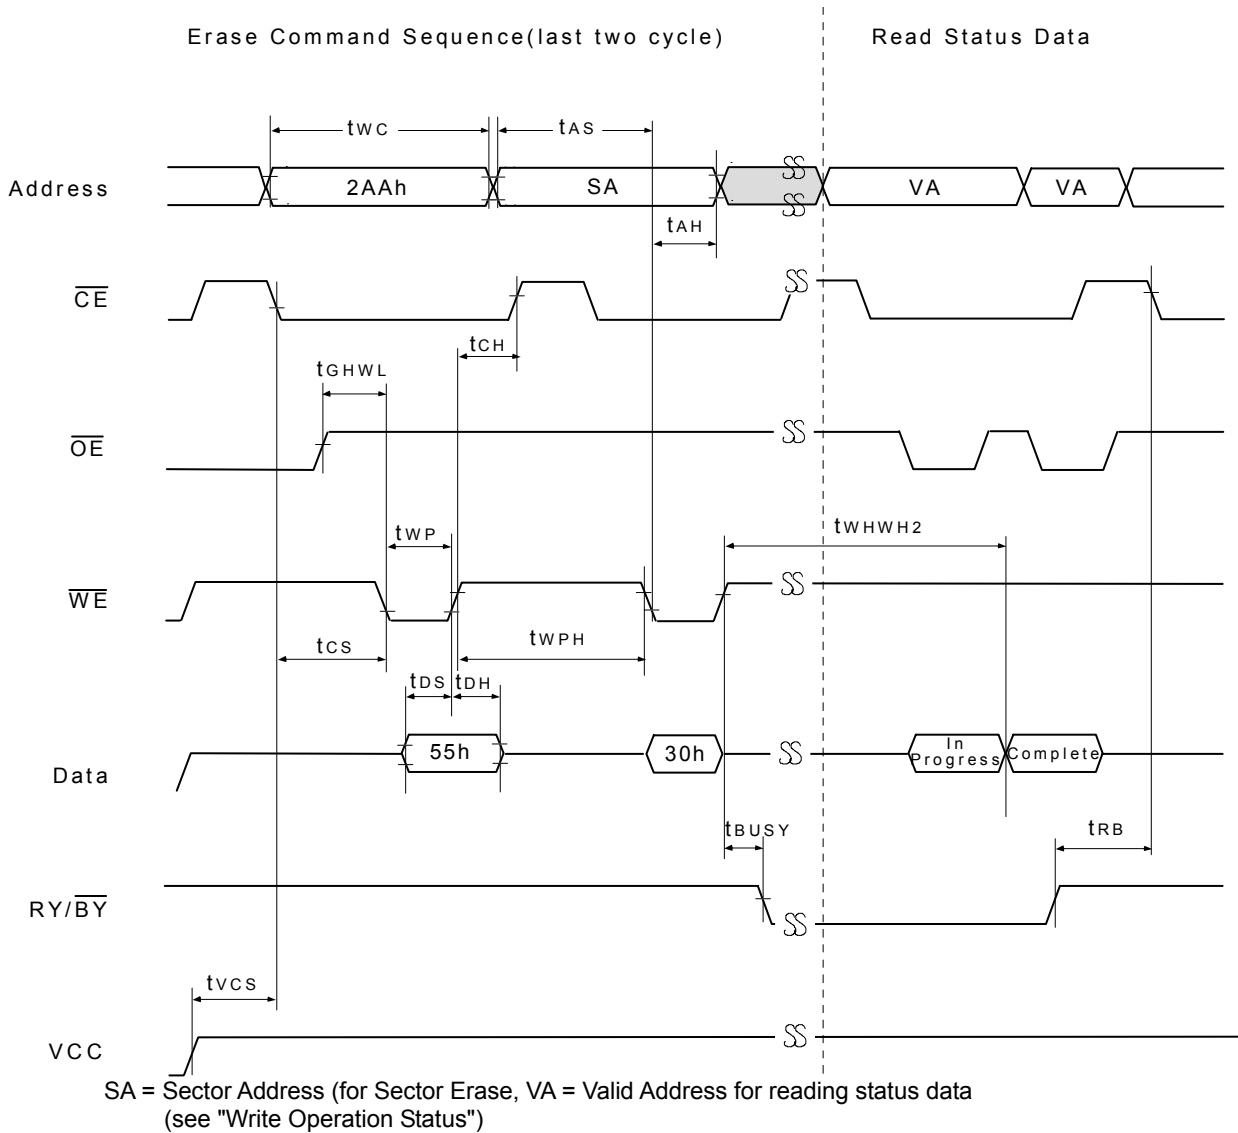 Erase Command Sequence(last two cycle) Read Status Data
tWC tAS
Address 2AAh SA VA VA
tAH
CE
tCH
tGHWL
OE
tWP tWHWH2
WE
tCS tWPH
tDS tDH
Data 55h 30h In Progress Complete
tBUSY tRB
RY/BY
tVCS
VCC
SA = Sector Address (for Sector Erase, VA = Valid Address for reading status data
(see "Write Operation Status")